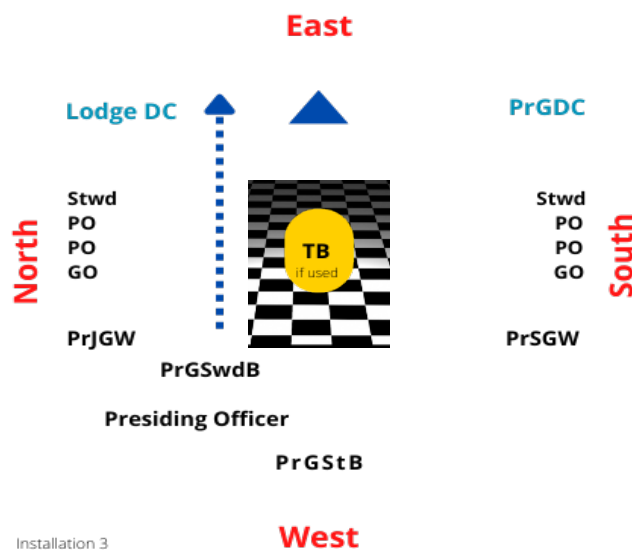 East
Lodge DC
PrGDC
Stwd
PO
PO
GO
Stwd
PO
PO
GO
North
South
TB
if used
PrJGW
PrSGW
PrGSwdB
Presiding Officer
PrGStB
West
Installation 3